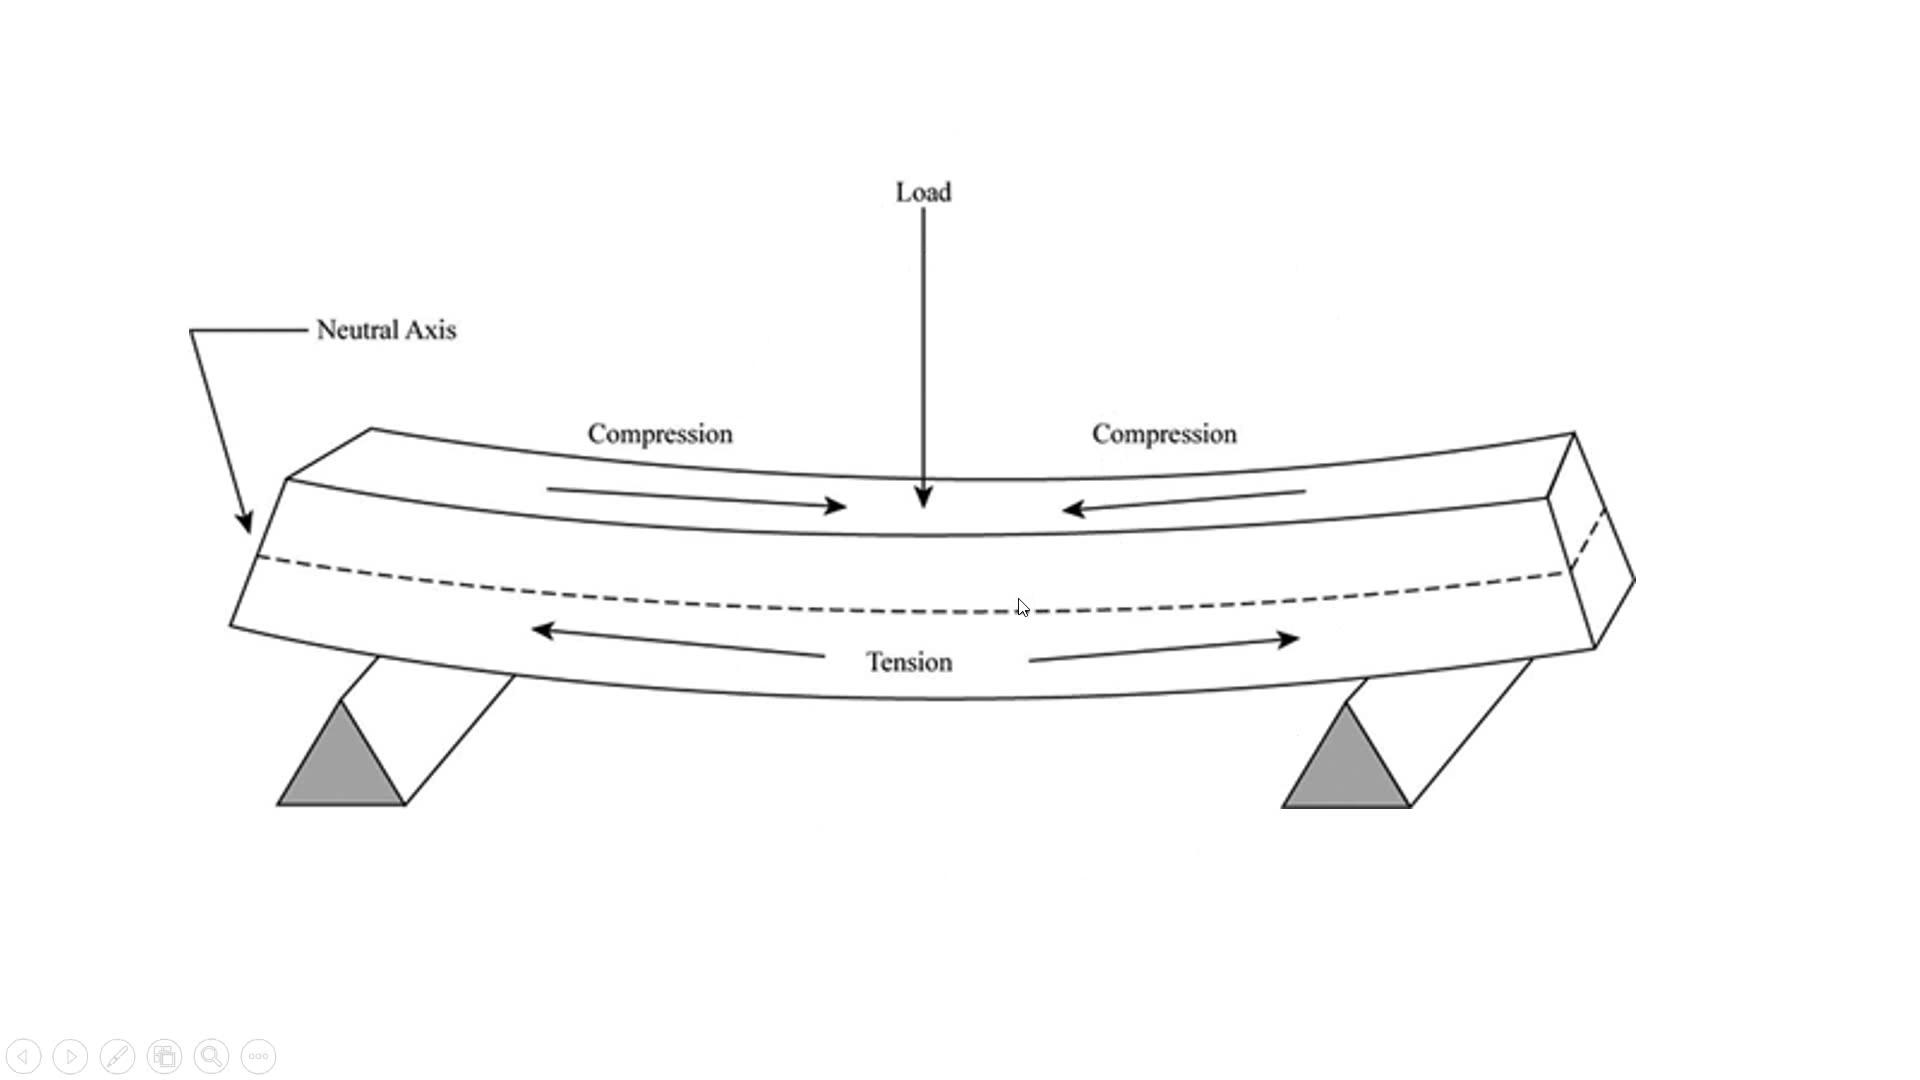 Load
Neutral Axis
Compression
Compression
Tension